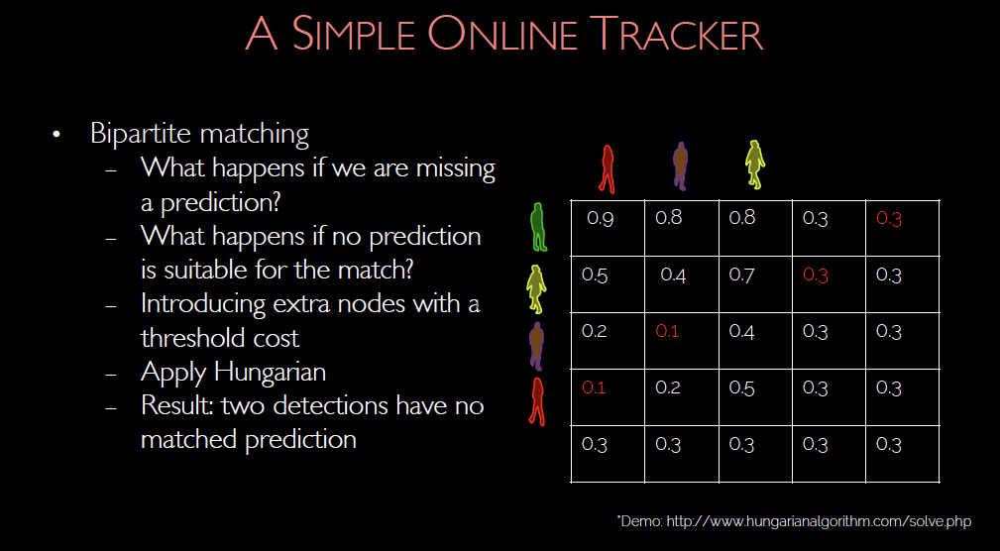 A SIMPLE ONLINE TRACKER
• Bipartite matching
– What happens if we are missing
a prediction?
– What happens if no prediction
is suitable for the match?
– Introducing extra nodes with a
threshold cost
– Apply Hungarian
– Result: two detections have no
matched prediction
0.9 0.8 0.8 0.3 0.3
0.5 0.4 0.7 0.3 0.3
0.2 0.1 0.4 0.3 0.3
0.1 0.2 0.5 0.3 0.3
0.3 0.3 0.3 0.3 0.3
*Demo: http://www.hungarianalgorithm.com/solve.php